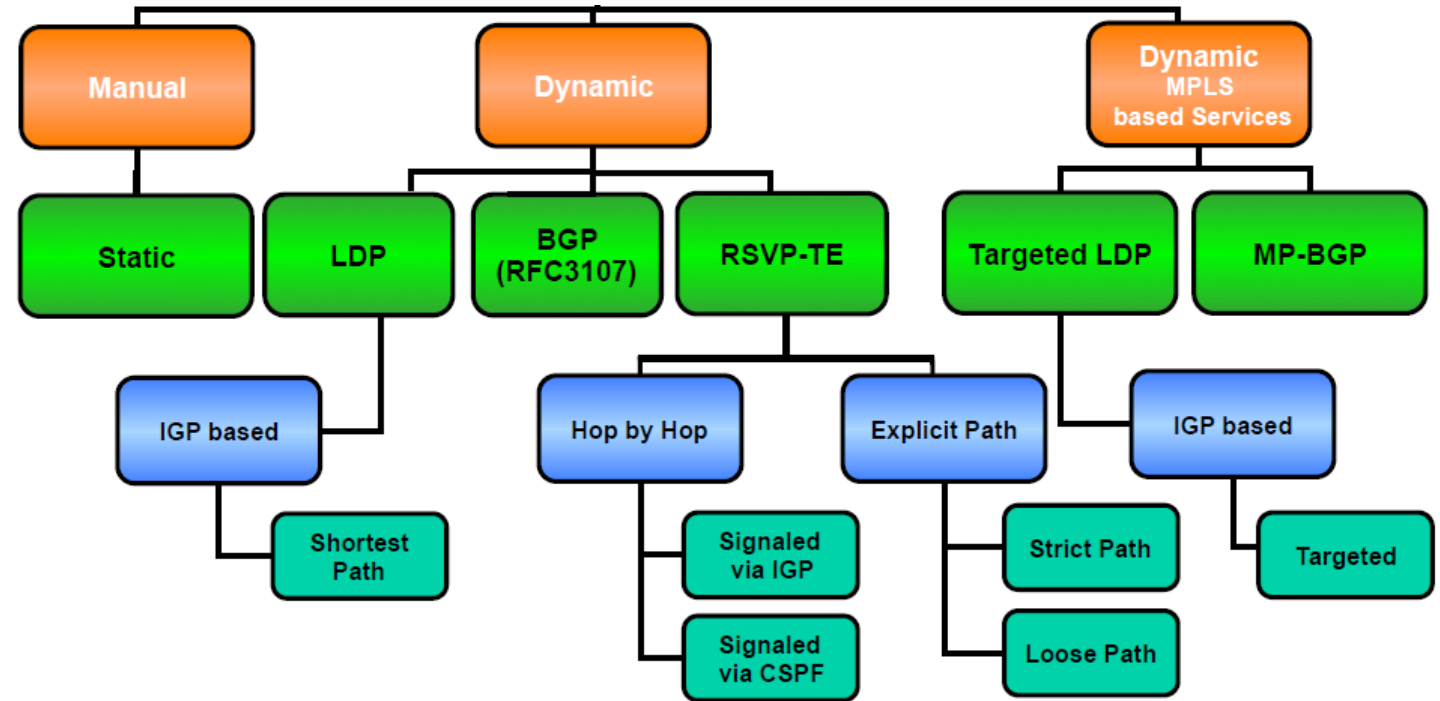 Manual
Dynamic
Dynamic
MPLS
based Services
Static
LDP
BGP
(RFC3107)
RSVP-TE
Targeted LDP
MP-BGP
IGP based
Hop by Hop
Explicit Path
IGP based
Shortest
Path
Signaled
via IGP
Strict Path
Targeted
Signaled
via CSPF
Loose Path